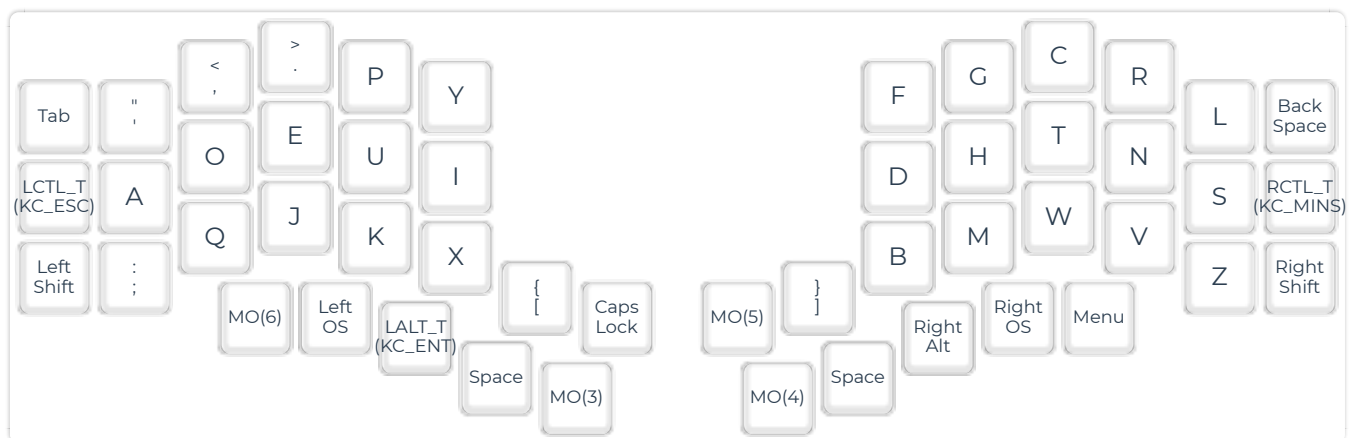 Tab
"
'
<
,
>
.
P
Y
F
G
C
R
L
Back
Space
LCTL_T
(KC_ESC)
A
O
E
U
I
D
H
T
N
S
RCTL_T
(KC_MINS)
Left
Shift
:
;
Q
J
K
X
B
M
W
V
Z
Right
Shift
MO(6)
Left
OS
LALT_T
(KC_ENT)
{
[
Caps
Lock
MO(5)
}
]
Right
Alt
Right
OS
Menu
Space
MO(3)
MO(4)
Space